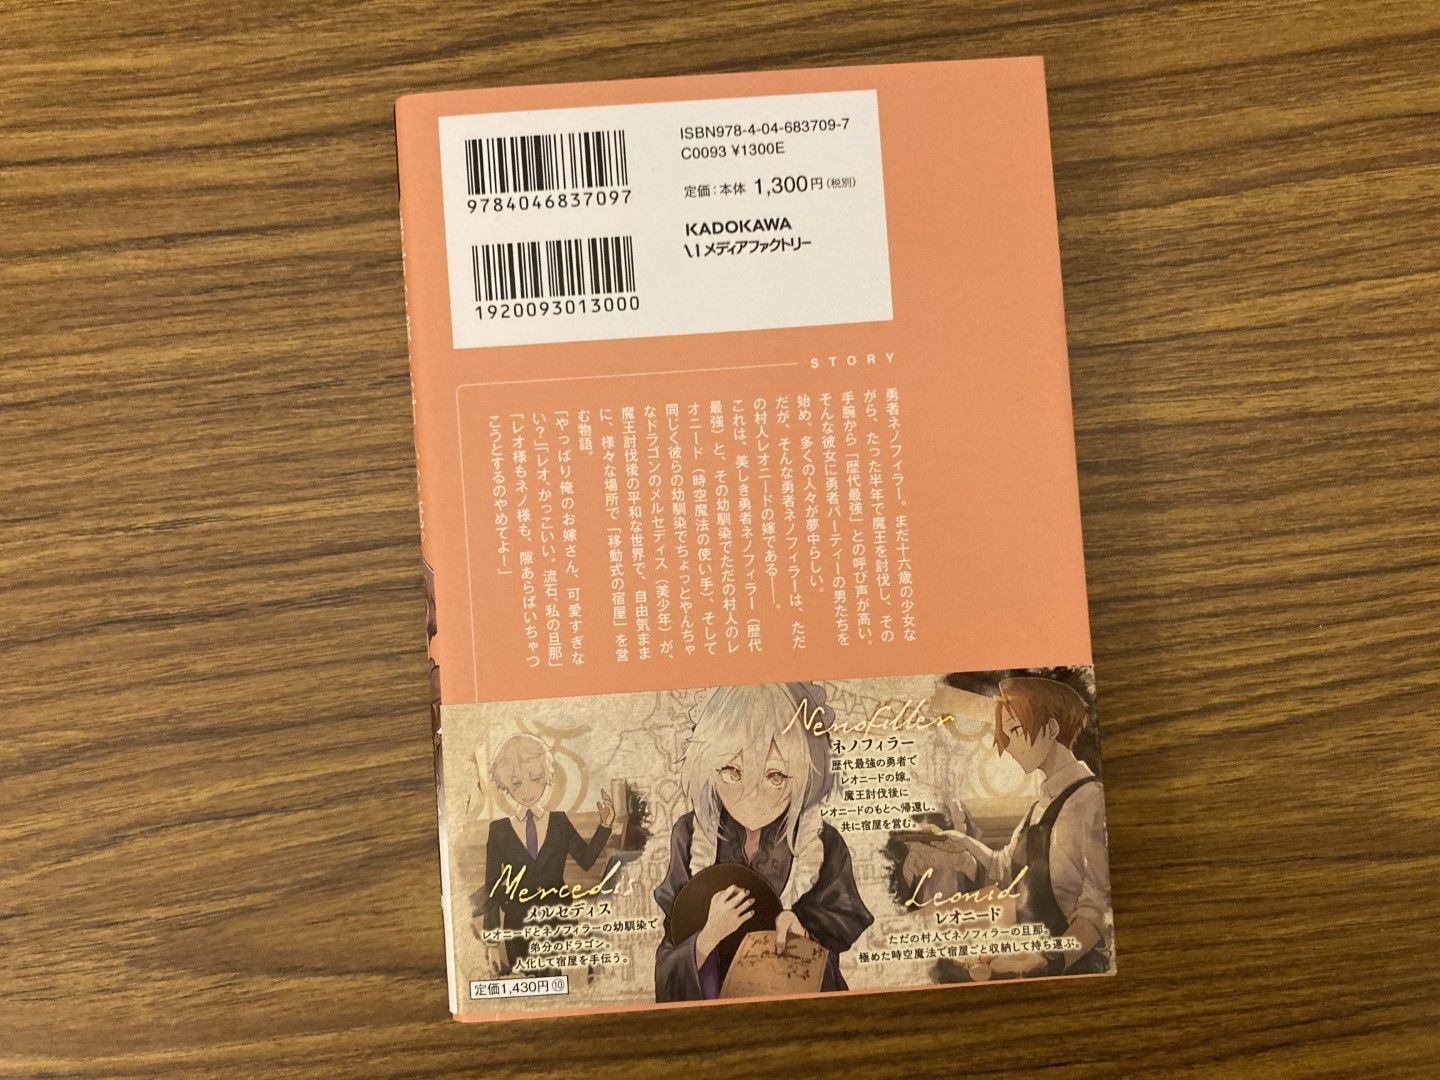 9784046837097
1920093013000
ISBN978-4-04-683709-7
C0093 ¥1300E
定価：本体 1,300円（税別）
KADOKAWA
メディアファクトリー
STORY
勇者ネノフィラー。まだ十六歳の少女な
がら、たった半年で魔王を討伐し、その
手腕から「歴代最強」との呼び声が高い。
そんな彼女に勇者パーティーの男たちを
始め、多くの人々が夢中らしい。
だが、そんな勇者ネノフィラーは、ただ
の村人レオニードの嫁である――。
これは、美しき勇者ネノフィラー（歴代
最強）と、その幼馴染でただの村人のレ
オニード（時空魔法の使い手）、そして
同じく彼らの幼馴染でちょっとやんちゃ
なドラゴンのメルセディス（美少年）が、
魔王討伐後の平和な世界で、自由気まま
に、様々な場所で「移動式の宿屋」を営
む物語。
「やっぱり俺のお嫁さん、可愛すぎな
い？」「レオ、かっこいい。流石、私の旦那」
「レオ様もネノ様も、隙あらばいちゃつ
こうとするのやめてよ！」
Nenofiller
ネノフィラー
歴代最強の勇者で
レオニードの嫁。
魔王討伐後に
レオニードのもとへ帰還し、
共に宿屋を営む。
Mercedis
メルセディス
レオニードとネノフィラーの幼馴染で
弟分のドラゴン。
人化して宿屋を手伝う。
Leonid
レオニード
ただの村人でネノフィラーの旦那。
極めた時空魔法で宿屋ごと収納して持ち運ぶ。
定価1,430円⑩